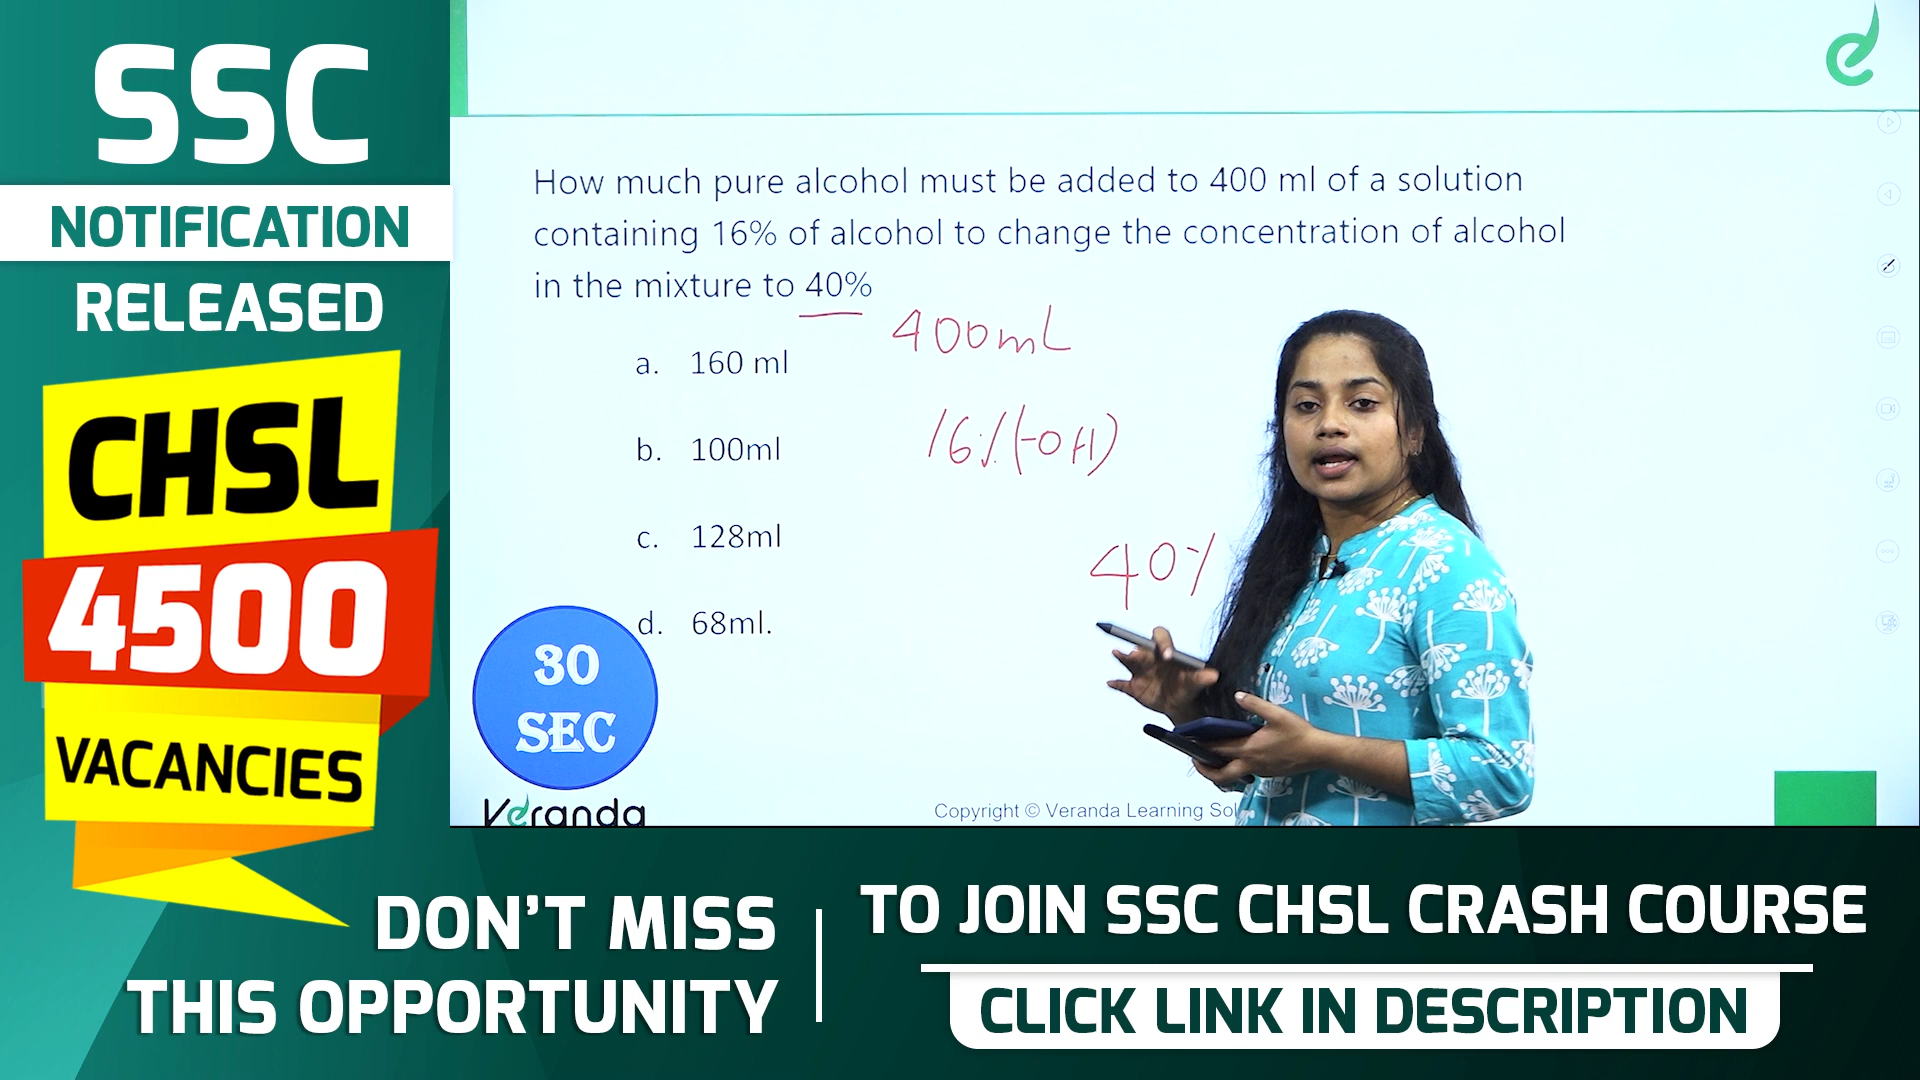 SSC
NOTIFICATION
RELEASED
CHSL
4500
VACANCIES
How much pure alcohol must be added to 400 ml of a solution
containing 16% of alcohol to change the concentration of alcohol
in the mixture to 40%
400mL
a. 160 ml
16%(-OH)
b. 100ml
c. 128ml
40%
d. 68ml.
30
SEC
Veranda
Copyright © Veranda Learning
DON'T MISS
THIS OPPORTUNITY
TO JOIN SSC CHSL CRASH COURSE
CLICK LINK IN DESCRIPTION